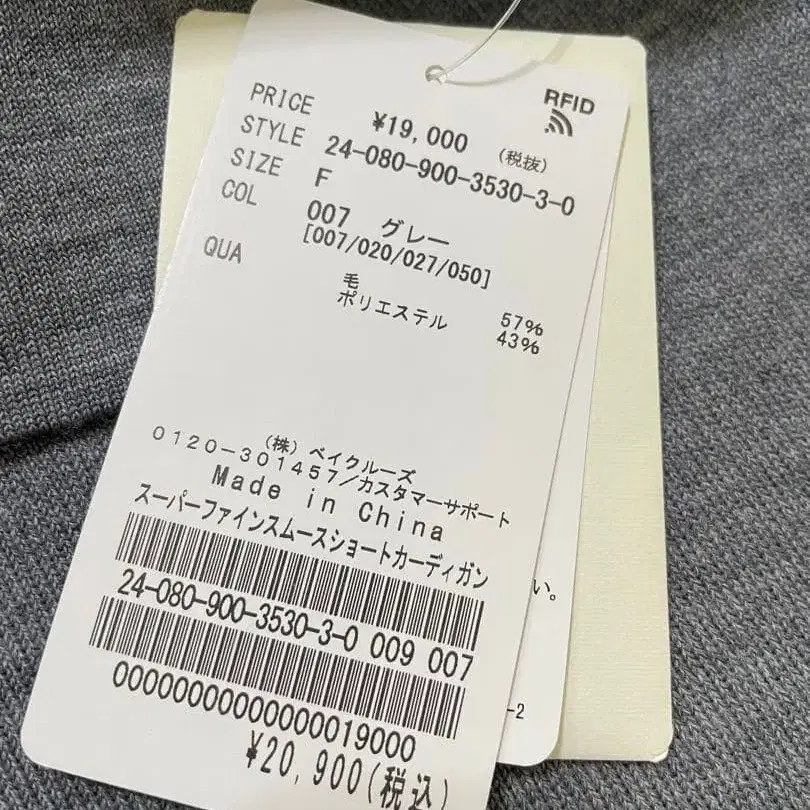 RFID
PRICE ¥19,000 (税抜)
STYLE 24-080-900-3530-3-0
SIZE F
COL 007 グレー
[007/020/027/050]
QUA
毛 57%
ポリエステル 43%
(株) ベイクルーズ
0120-301457/カスタマーサポート
Made in China
スーパーファインスムースショートカーディガン
24-080-900-3530-3-0 009 007
0000000000000019000
¥20,900(税込)
い。
-2